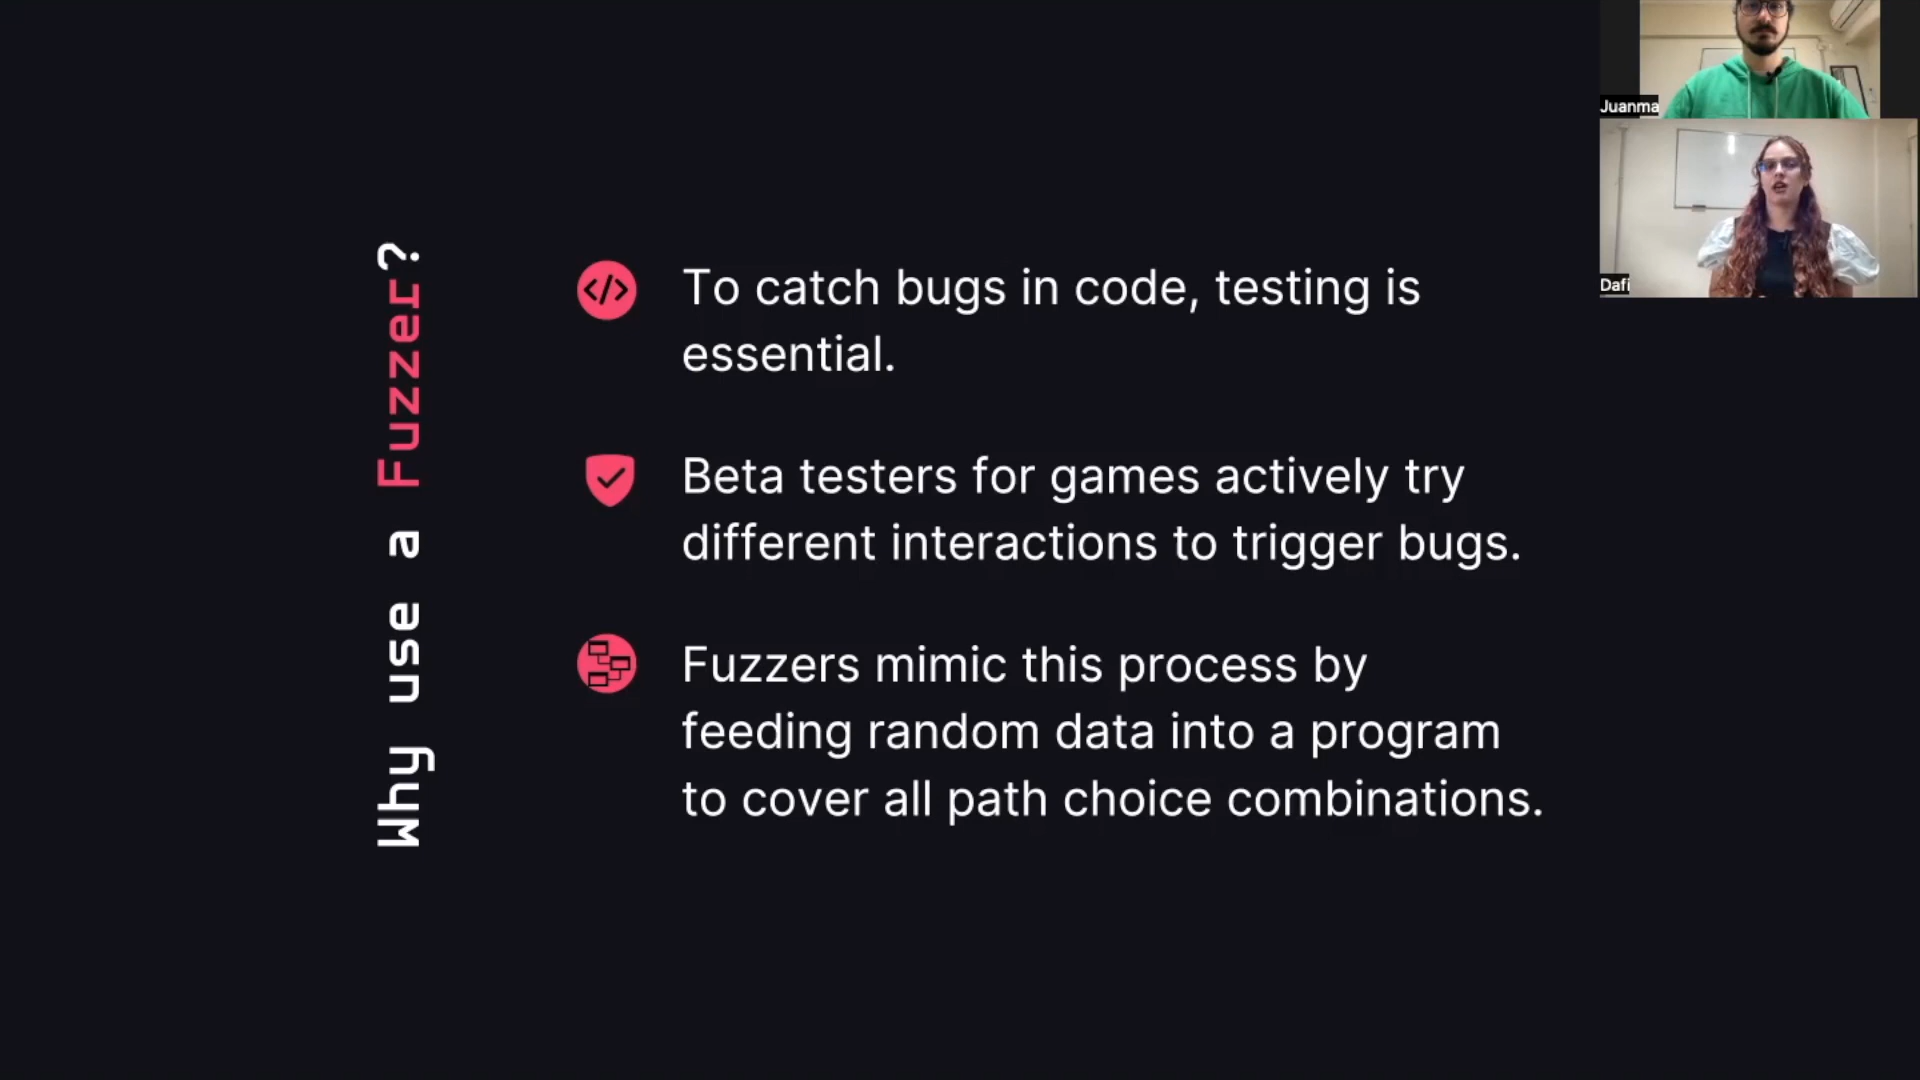 Why use a Fuzzer?
To catch bugs in code, testing is
essential.
Beta testers for games actively try
different interactions to trigger bugs.
Fuzzers mimic this process by
feeding random data into a program
to cover all path choice combinations.
Juanma
Dafi